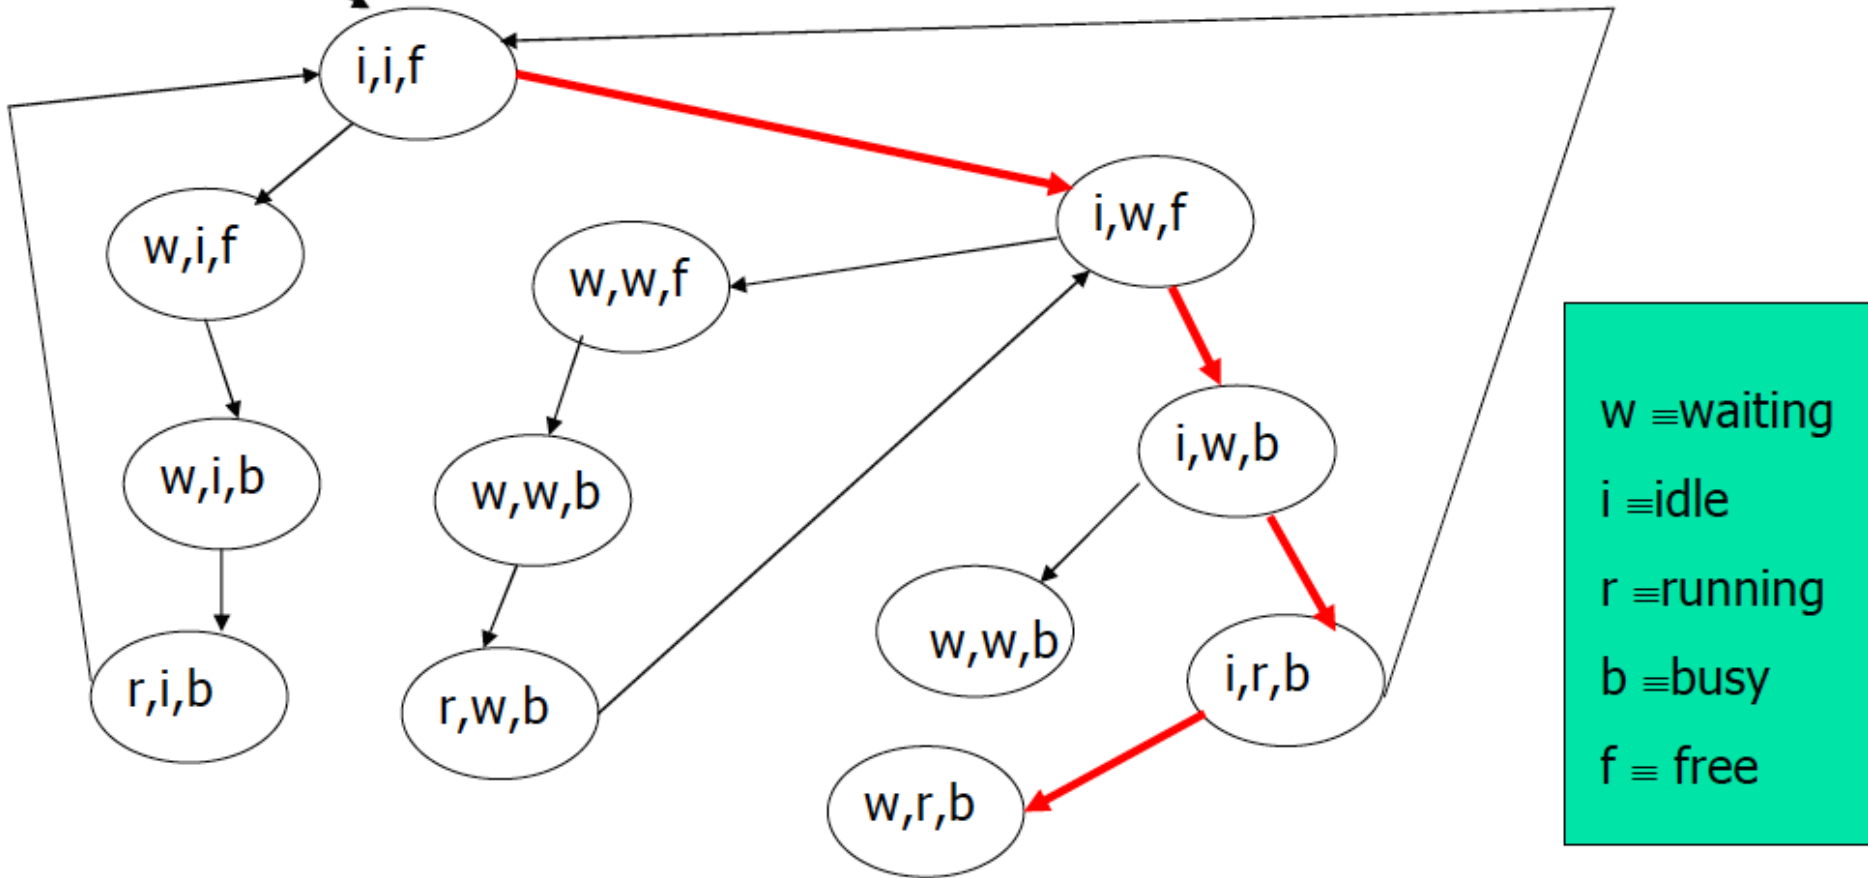 i,i,f
i,w,f
w,i,f
w,w,f
i,w,b
w,i,b
w,w,b
w,w,b
r,i,b
r,w,b
i,r,b
w,r,b
w ≡waiting
i ≡idle
r ≡running
b ≡busy
f ≡ free